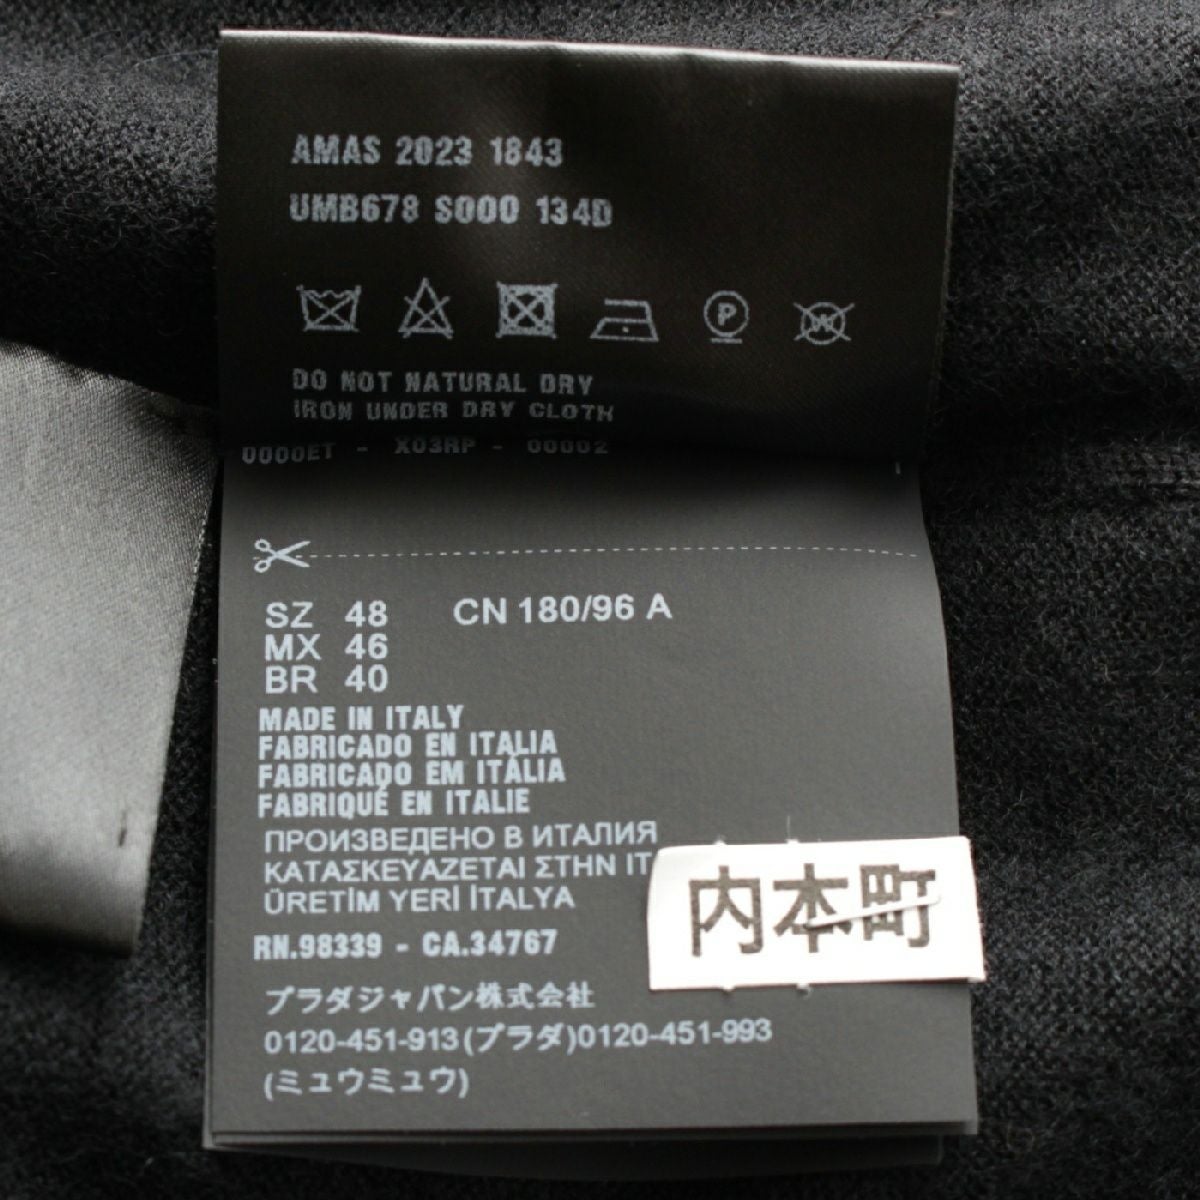 AMAS 2023 1843
UMB678 S000 134D
P
W
DO NOT NATURAL DRY
IRON UNDER DRY CLOTH
0000ET - X03RP - 00002
SZ 48 CN 180/96 A
MX 46
BR 40
MADE IN ITALY
FABRICADO EN ITALIA
FABRICADO EM ITÁLIA
FABRIQUÉ EN ITALIE
ПРОИЗВЕДЕНО В ИТАЛИЯ
ΚΑΤΑΣΚΕΥΑΖΕΤΑΙ ΣΤΗΝ ΙΤ
ÜRETİM YERİ İTALYA
内本町
RN.98339 - CA.34767
プラダジャパン株式会社
0120-451-913(プラダ)0120-451-993
(ミュウミュウ)